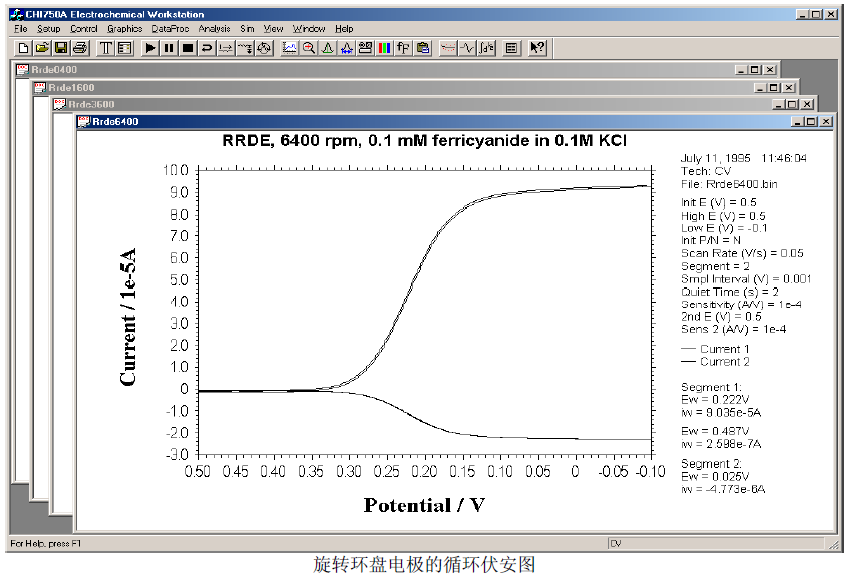 CHI750A Electrochemical Workstation
File Setup Control Graphics DataProc Analysis Sim View Window Help
Rrde0400
Rrde1600
Rrde3600
Rrde6400
RRDE, 6400 rpm, 0.1 mM ferricyanide in 0.1M KCl
July 11, 1995 11:46:04
Tech: CV
File: Rrde6400.bin
Init E (V) = 0.5
High E (V) = 0.5
Low E (V) = -0.1
Init P/N = N
Scan Rate (V/s) = 0.05
Segment = 2
Smpl Interval (V) = 0.001
Quiet Time (s) = 2
Sensitivity (A/V) = 1e-4
2nd E (V) = 0.5
Sens 2 (A/V) = 1e-4
Current 1
Current 2
Segment 1:
Ew = 0.222V
iw = 9.035e-5A
Ew = 0.487V
iw = 2.598e-7A
Segment 2:
Ew = 0.025V
iw = -4.773e-6A
Current / 1e-5A
10.0
9.0
8.0
7.0
6.0
5.0
4.0
3.0
2.0
1.0
0
-1.0
-2.0
-3.0
0.50 0.45 0.40 0.35 0.30 0.25 0.20 0.15 0.10 0.05 0 -0.05 -0.10
Potential / V
For Help, press F1
CV
旋转环盘电极的循环伏安图